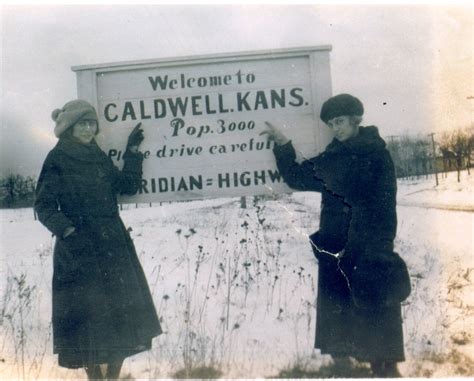 Welcome to
CALDWELL.KANS.
Pop. 3000
drive careful
RIDIAN=HIGHW